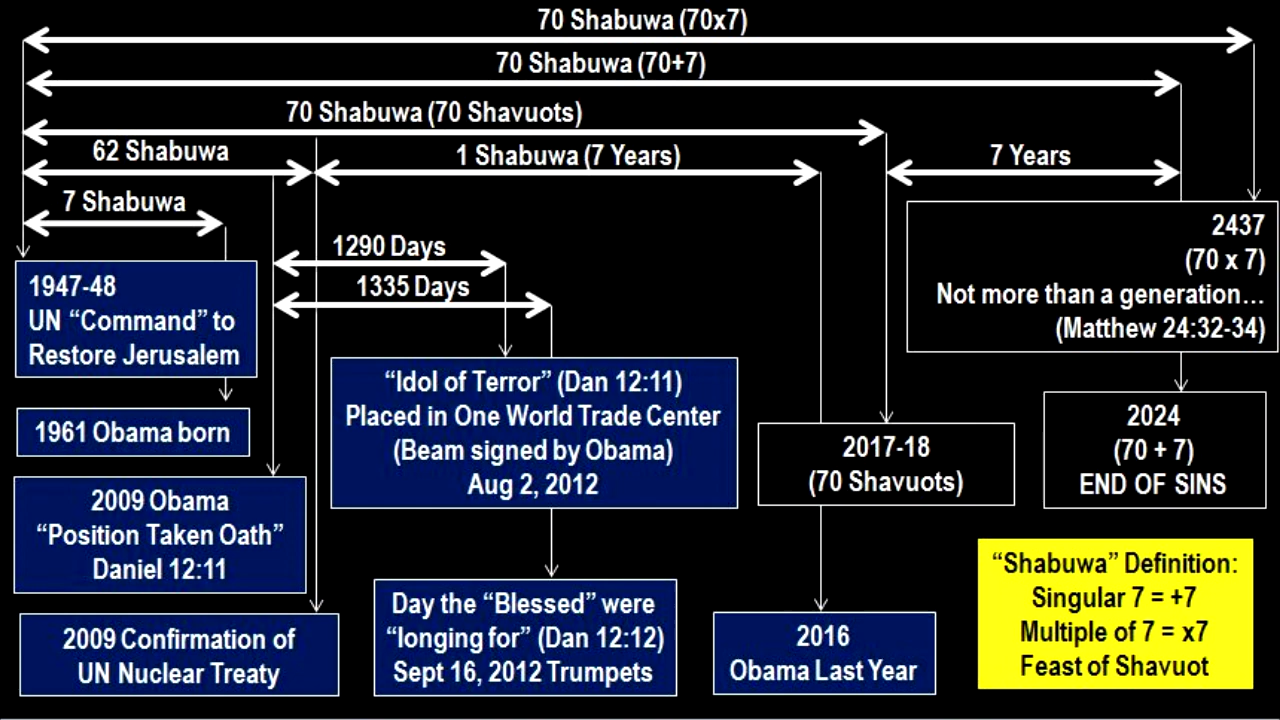 70 Shabuwa (70x7)
70 Shabuwa (70+7)
70 Shabuwa (70 Shavuots)
62 Shabuwa
1 Shabuwa (7 Years)
7 Years
7 Shabuwa
1290 Days
1335 Days
1947-48
UN “Command” to
Restore Jerusalem
1961 Obama born
2009 Obama
“Position Taken Oath”
Daniel 12:11
2009 Confirmation of
UN Nuclear Treaty
“Idol of Terror” (Dan 12:11)
Placed in One World Trade Center
(Beam signed by Obama)
Aug 2, 2012
Day the “Blessed” were
“longing for” (Dan 12:12)
Sept 16, 2012 Trumpets
2017-18
(70 Shavuots)
2016
Obama Last Year
2437
(70 x 7)
Not more than a generation…
(Matthew 24:32-34)
2024
(70 + 7)
END OF SINS
“Shabuwa” Definition:
Singular 7 = +7
Multiple of 7 = x7
Feast of Shavuot